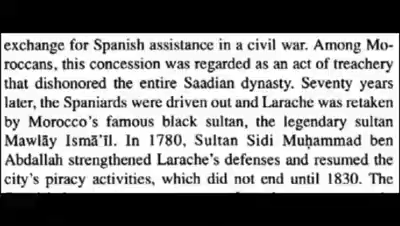 exchange for Spanish assistance in a civil war. Among Mo-
roccans, this concession was regarded as an act of treachery
that dishonored the entire Saadian dynasty. Seventy years
later, the Spaniards were driven out and Larache was retaken
by Morocco's famous black sultan, the legendary sultan
Mawlāy Ismā'īl. In 1780, Sultan Sidi Muḥammad ben
Abdallah strengthened Larache's defenses and resumed the
city's piracy activities, which did not end until 1830. The